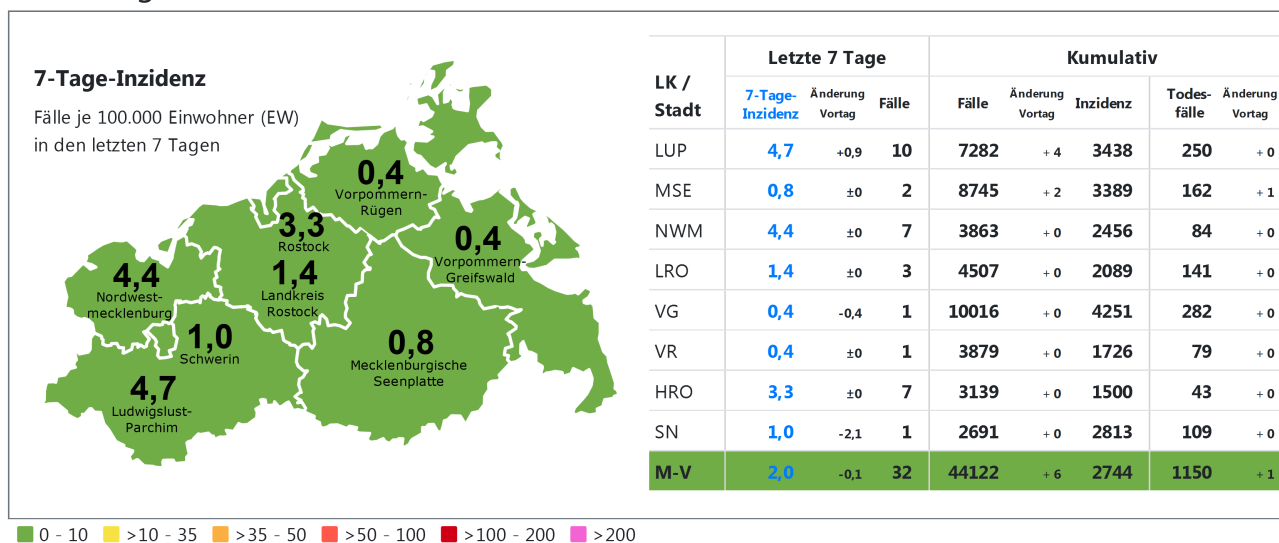 7-Tage-Inzidenz
Fälle je 100.000 Einwohner (EW)
in den letzten 7 Tagen
0,4
Vorpommern-
Rügen
3,3
Rostock
0,4
Vorpommern-
Greifswald
4,4
Nordwest-
mecklenburg
1,4
Landkreis
Rostock
1,0
Schwerin
0,8
Mecklenburgische
Seenplatte
4,7
Ludwigslust-
Parchim
LK / Stadt
Letzte 7 Tage Kumulativ
7-Tage-Inzidenz Änderung Vortag Fälle Fälle Änderung Vortag Inzidenz Todes-fälle Änderung Vortag
LUP 4,7 +0,9 10 7282 + 4 3438 250 + 0
MSE 0,8 ±0 2 8745 + 2 3389 162 + 1
NWM 4,4 ±0 7 3863 + 0 2456 84 + 0
LRO 1,4 ±0 3 4507 + 0 2089 141 + 0
VG 0,4 -0,4 1 10016 + 0 4251 282 + 0
VR 0,4 ±0 1 3879 + 0 1726 79 + 0
HRO 3,3 ±0 7 3139 + 0 1500 43 + 0
SN 1,0 -2,1 1 2691 + 0 2813 109 + 0
M-V 2,0 -0,1 32 44122 + 6 2744 1150 + 1
0 - 10 >10 - 35 >35 - 50 >50 - 100 >100 - 200 >200